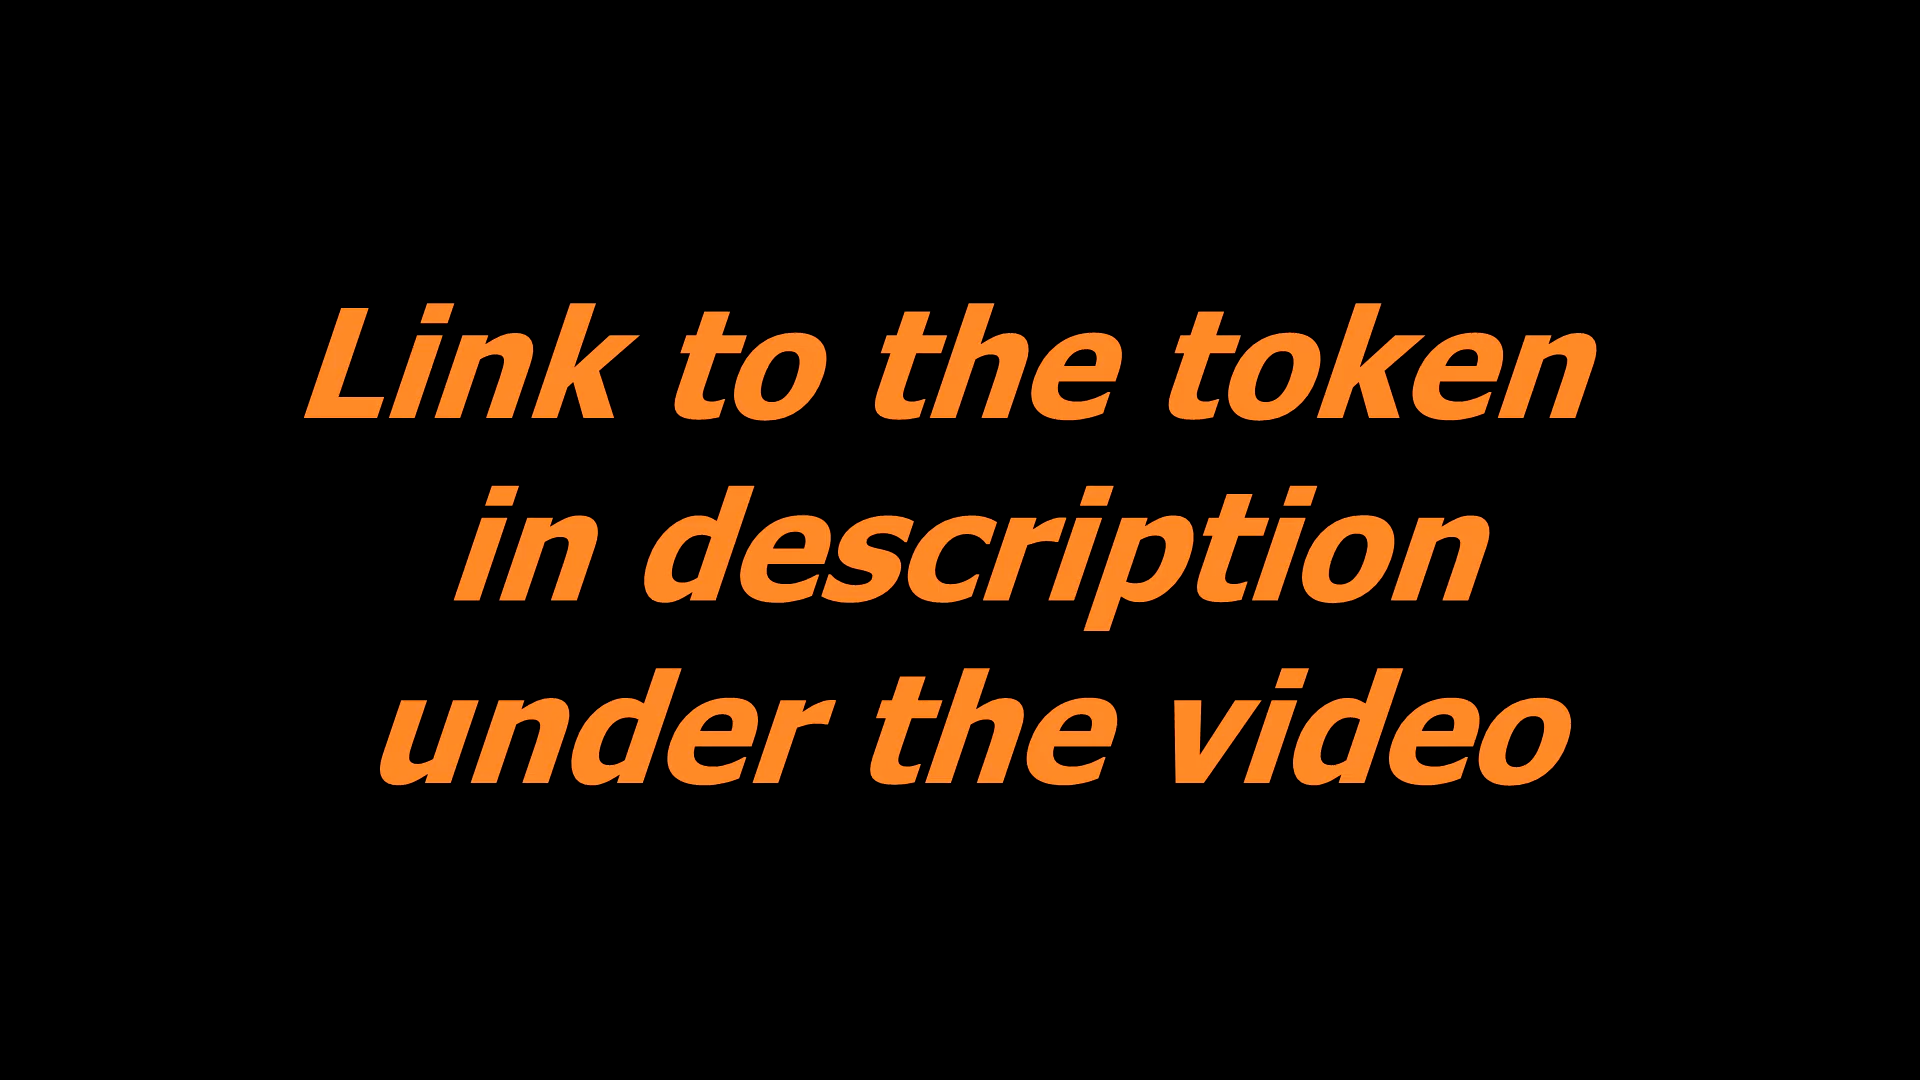 Link to the token
in description
under the video